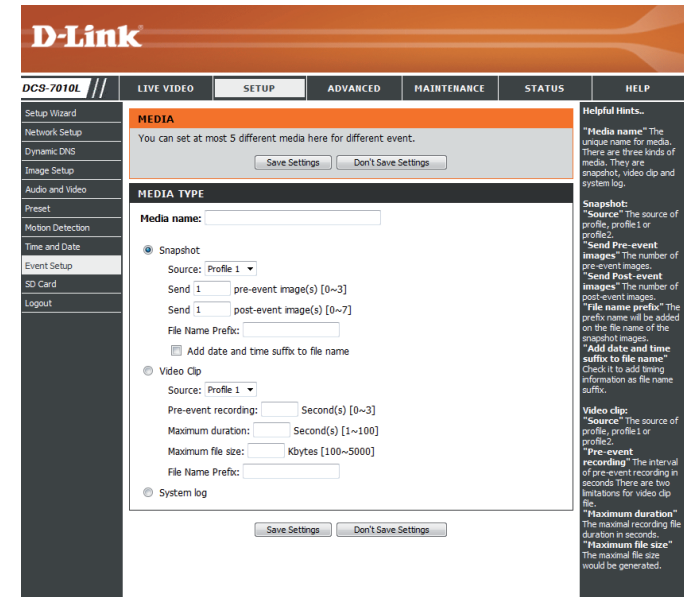 D-Link
DCS-7010L
LIVE VIDEO
SETUP
ADVANCED
MAINTENANCE
STATUS
HELP
Setup Wizard
Network Setup
Dynamic DNS
Image Setup
Audio and Video
Preset
Motion Detection
Time and Date
Event Setup
SD Card
Logout
MEDIA
You can set at most 5 different media here for different event.
Save Settings
Don't Save Settings
MEDIA TYPE
Media name:
Snapshot
Source: Profile 1
Send 1 pre-event image(s) [0~3]
Send 1 post-event image(s) [0~7]
File Name Prefix:
Add date and time suffix to file name
Video Clip
Source: Profile 1
Pre-event recording: Second(s) [0~3]
Maximum duration: Second(s) [1~100]
Maximum file size: Kbytes [100~5000]
File Name Prefix:
System log
Save Settings
Don't Save Settings
Helpful Hints..
"Media name" The
unique name for media.
There are three kinds of
media. They are
snapshot, video clip and
system log.
Snapshot:
"Source" The source of
profile, profile1 or
profile2.
"Send Pre-event
images" The number of
pre-event images.
"Send Post-event
images" The number of
post-event images.
"File name prefix" The
prefix name will be added
on the file name of the
snapshot images.
"Add date and time
suffix to file name"
Check it to add timing
information as file name
suffix.
Video clip:
"Source" The source of
profile, profile1 or
profile2.
"Pre-event
recording" The interval
of pre-event recording in
seconds There are two
limitations for video clip
file.
"Maximum duration"
The maximal recording file
duration in seconds.
"Maximum file size"
The maximal file size
would be generated.